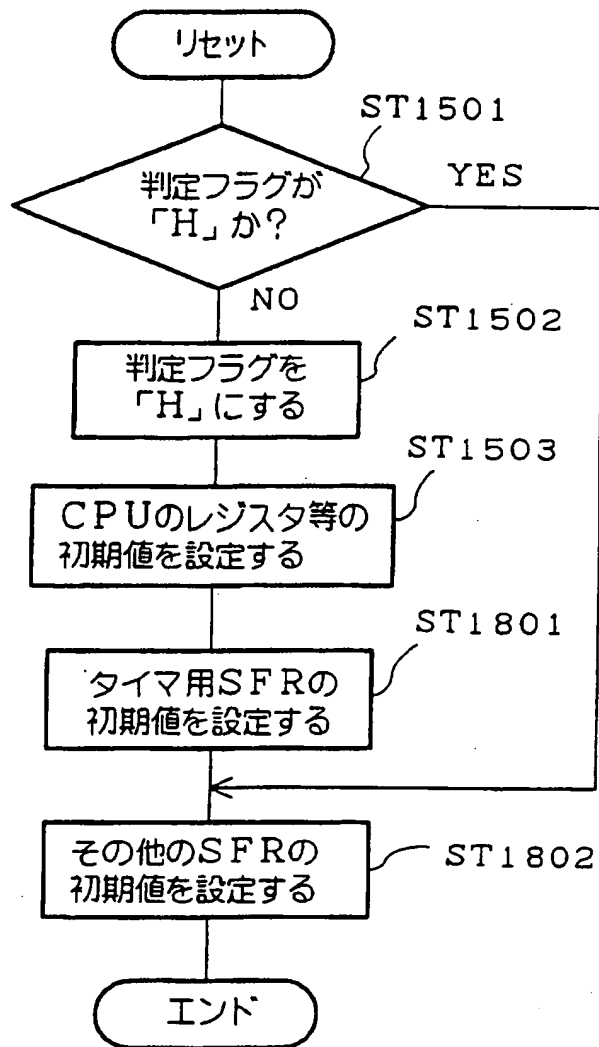 リセット
ST1501
判定フラグが
「H」か?
YES
NO
ST1502
判定フラグを
「H」にする
ST1503
CPUのレジスタ等の
初期値を設定する
ST1801
タイマ用SFRの
初期値を設定する
その他のSFRの
初期値を設定する
ST1802
エンド